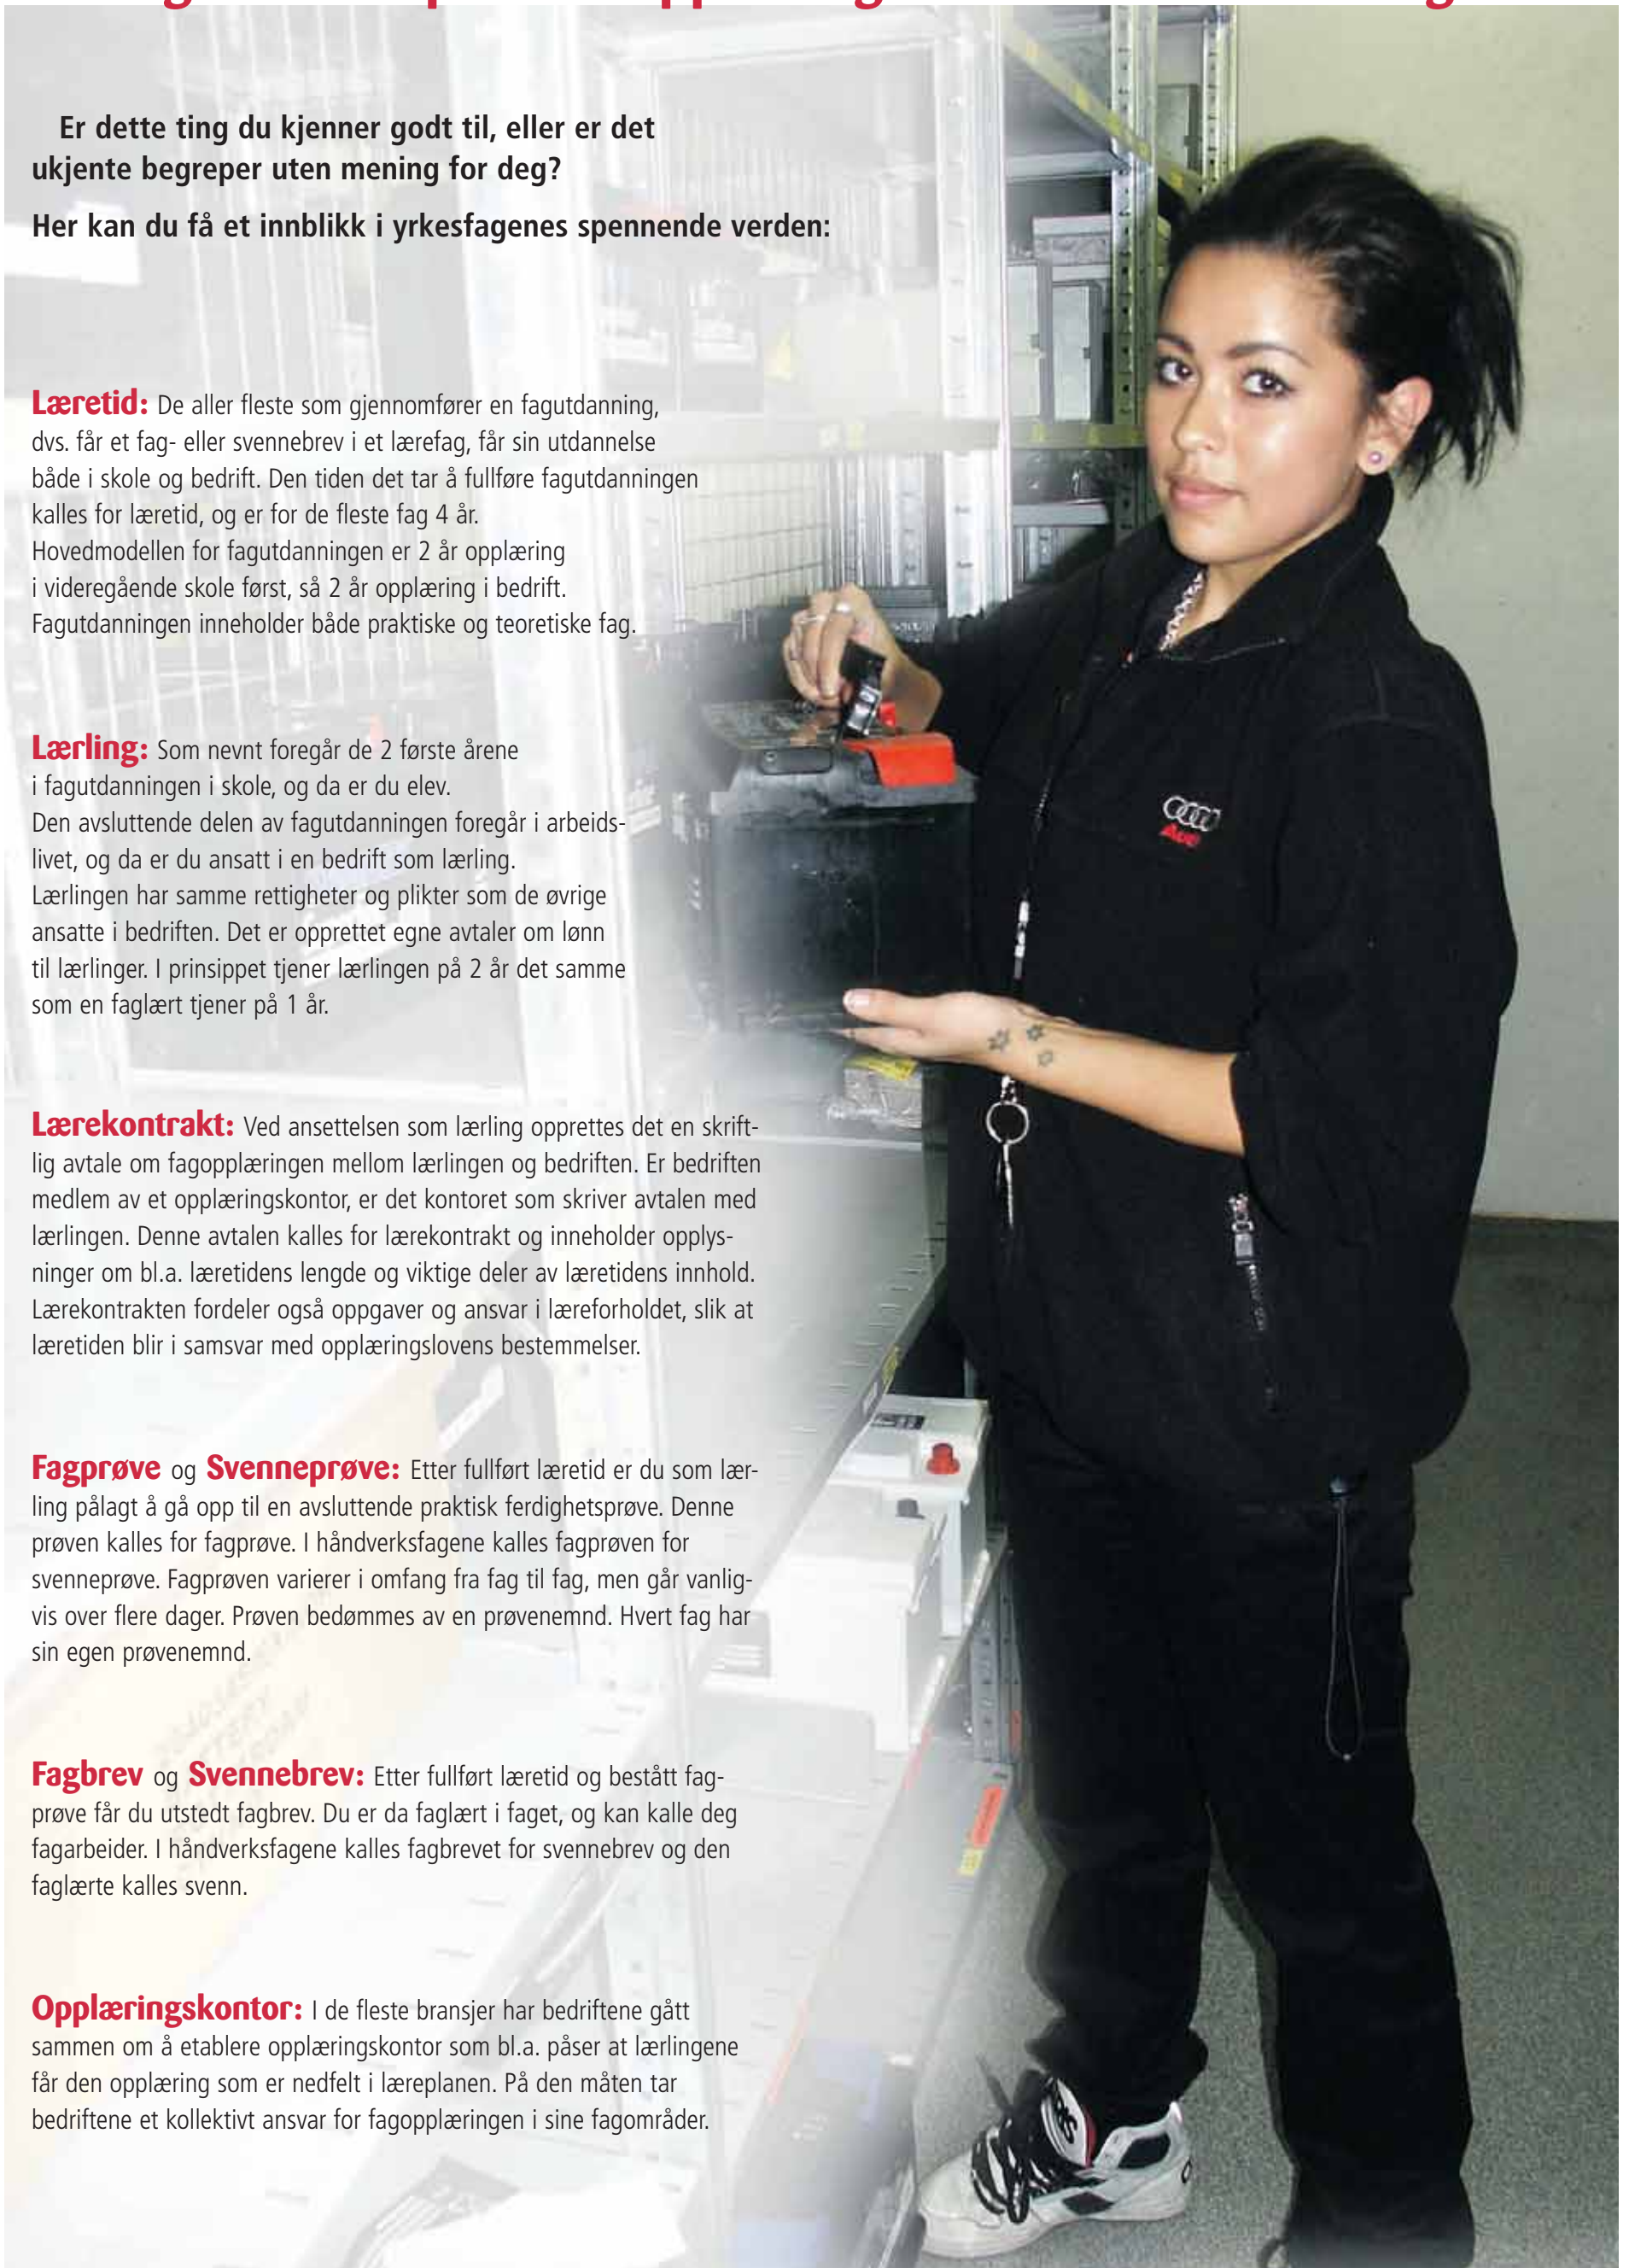 Er dette ting du kjenner godt til, eller er det
ukjente begreper uten mening for deg?
Her kan du få et innblikk i yrkesfagenes spennende verden:
Læretid: De aller fleste som gjennomfører en fagutdanning,
dvs. får et fag- eller svennebrev i et lærefag, får sin utdannelse
både i skole og bedrift. Den tiden det tar å fullføre fagutdanningen
kalles for læretid, og er for de fleste fag 4 år.
Hovedmodellen for fagutdanningen er 2 år opplæring
i videregående skole først, så 2 år opplæring i bedrift.
Fagutdanningen inneholder både praktiske og teoretiske fag.
Lærling: Som nevnt foregår de 2 første årene
i fagutdanningen i skole, og da er du elev.
Den avsluttende delen av fagutdanningen foregår i arbeids-
livet, og da er du ansatt i en bedrift som lærling.
Lærlingen har samme rettigheter og plikter som de øvrige
ansatte i bedriften. Det er opprettet egne avtaler om lønn
til lærlinger. I prinsippet tjener lærlingen på 2 år det samme
som en faglært tjener på 1 år.
Lærekontrakt: Ved ansettelsen som lærling opprettes det en skrift-
lig avtale om fagopplæringen mellom lærlingen og bedriften. Er bedriften
medlem av et opplæringskontor, er det kontoret som skriver avtalen med
lærlingen. Denne avtalen kalles for lærekontrakt og inneholder opplys-
ninger om bl.a. læretidens lengde og viktige deler av læretidens innhold.
Lærekontrakten fordeler også oppgaver og ansvar i læreforholdet, slik at
læretiden blir i samsvar med opplæringslovens bestemmelser.
Fagprøve og Svenneprøve: Etter fullført læretid er du som lær-
ling pålagt å gå opp til en avsluttende praktisk ferdighetsprøve. Denne
prøven kalles for fagprøve. I håndverksfagene kalles fagprøven for
svenneprøve. Fagprøven varierer i omfang fra fag til fag, men går vanlig-
vis over flere dager. Prøven bedømmes av en prøvenemnd. Hvert fag har
sin egen prøvenemnd.
Fagbrev og Svennebrev: Etter fullført læretid og bestått fag-
prøve får du utstedt fagbrev. Du er da faglært i faget, og kan kalle deg
fagarbeider. I håndverksfagene kalles fagbrevet for svennebrev og den
faglærte kalles svenn.
Opplæringskontor: I de fleste bransjer har bedriftene gått
sammen om å etablere opplæringskontor som bl.a. påser at lærlingene
får den opplæring som er nedfelt i læreplanen. På den måten tar
bedriftene et kollektivt ansvar for fagopplæringen i sine fagområder.
Audi